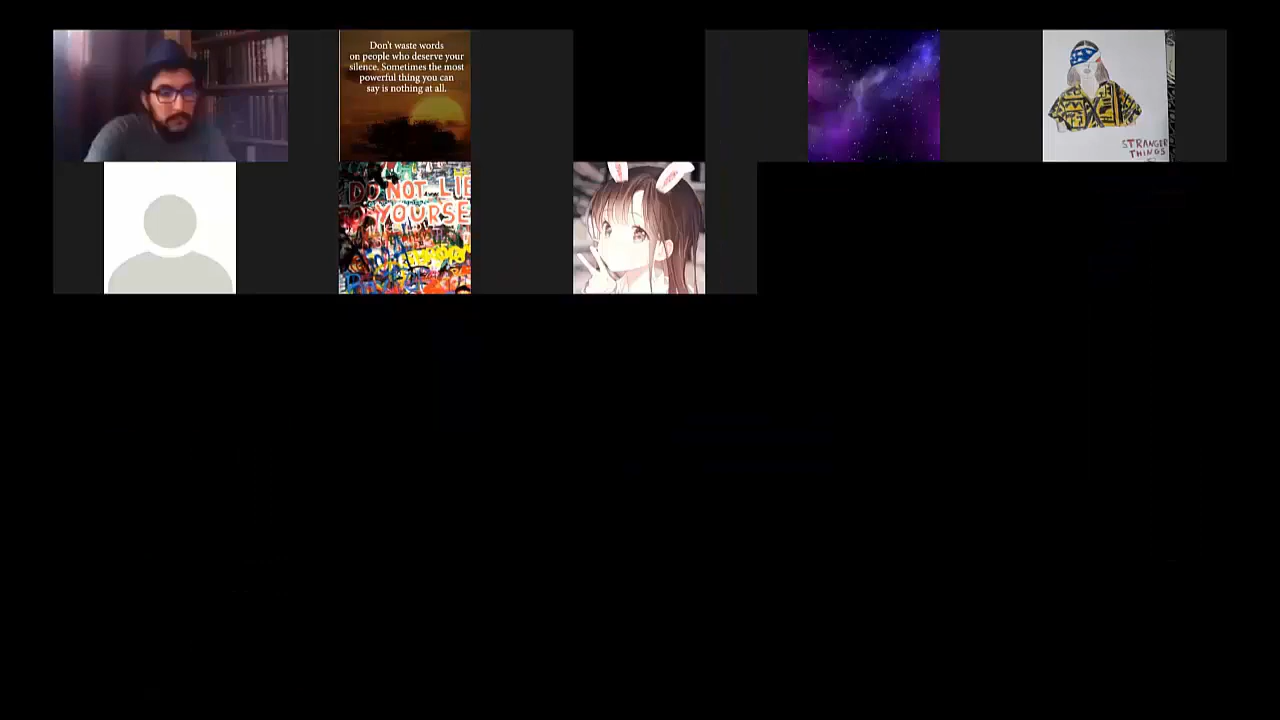 Don't waste words
on people who deserve your
silence. Sometimes the most
powerful thing you can
say is nothing at all.
STRANGER
THINGS
DO NOT LIE
TO YOURSE